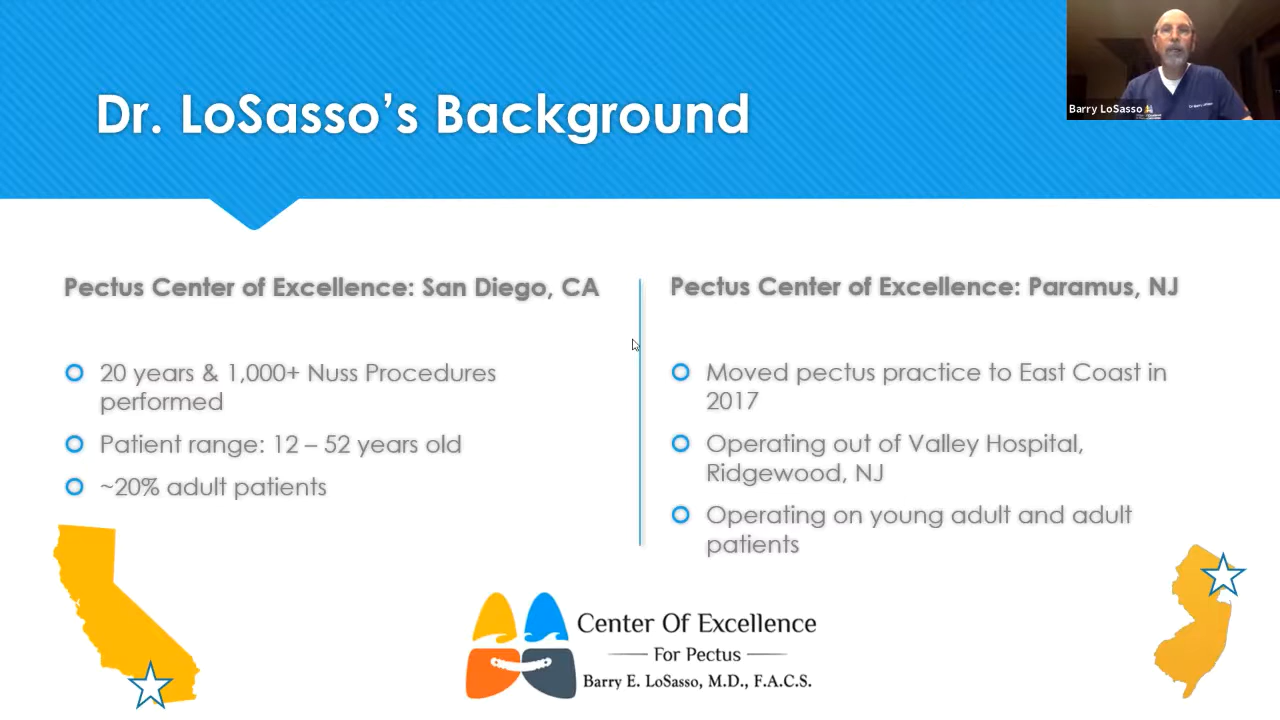 Dr. LoSasso's Background
Barry LoSasso
Pectus Center of Excellence: San Diego, CA
20 years & 1,000+ Nuss Procedures
performed
Patient range: 12 – 52 years old
~20% adult patients
Pectus Center of Excellence: Paramus, NJ
Moved pectus practice to East Coast in
2017
Operating out of Valley Hospital,
Ridgewood, NJ
Operating on young adult and adult
patients
Center Of Excellence
For Pectus
Barry E. LoSasso, M.D., F.A.C.S.